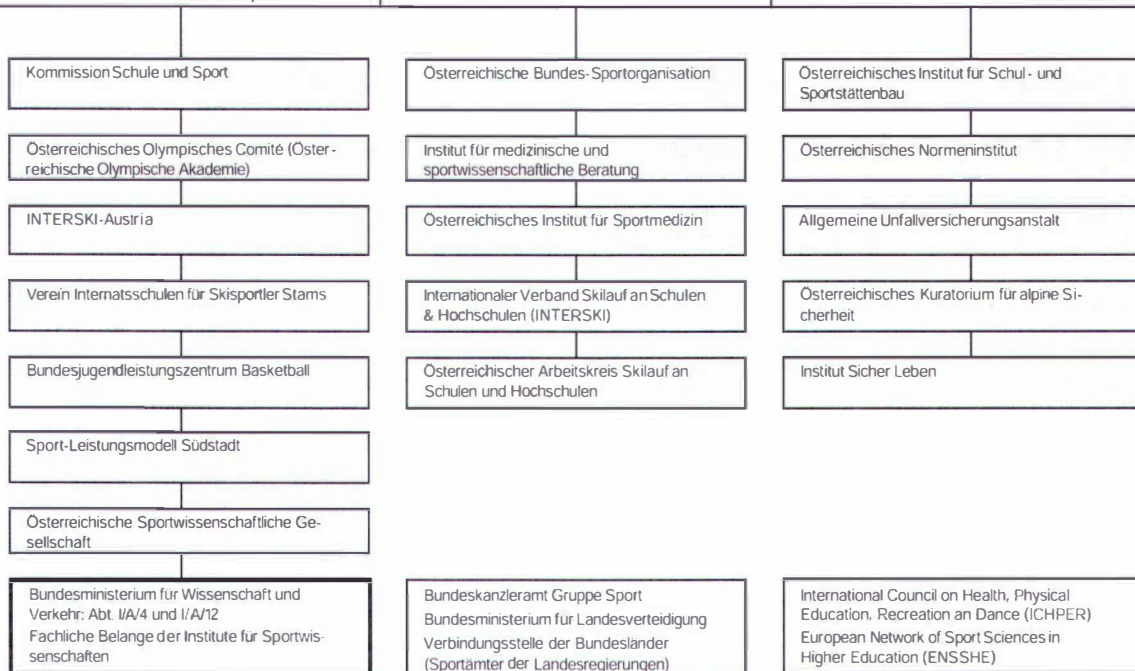 Kommission Schule und Sport
Österreichisches Olympisches Comité (Öster-
reichische Olympische Akademie)
INTERSKI-Austria
Verein Internatsschulen für Skisportler Stams
Bundesjugendleistungszentrum Basketball
Sport-Leistungsmodell Südstadt
Österreichische Sportwissenschaftliche Ge-
sellschaft
Bundesministerium für Wissenschaft und
Verkehr: Abt. I/A/4 und I/A/12
Fachliche Belange der Institute für Sportwis-
senschaften
Österreichische Bundes-Sportorganisation
Institut für medizinische und
sportwissenschaftliche Beratung
Österreichisches Institut für Sportmedizin
Internationaler Verband Skilauf an Schulen
& Hochschulen (INTERSKI)
Österreichischer Arbeitskreis Skilauf an
Schulen und Hochschulen
Bundeskanzleramt Gruppe Sport
Bundesministerium für Landesverteidigung
Verbindungsstelle der Bundesländer
(Sportämter der Landesregierungen)
Österreichisches Institut für Schul- und
Sportstättenbau
Österreichisches Normeninstitut
Allgemeine Unfallversicherungsanstalt
Österreichisches Kuratorium für alpine Si-
cherheit
Institut Sicher Leben
International Council on Health, Physical
Education, Recreation an Dance (ICHPER)
European Network of Sport Sciences in
Higher Education (ENSSHE)